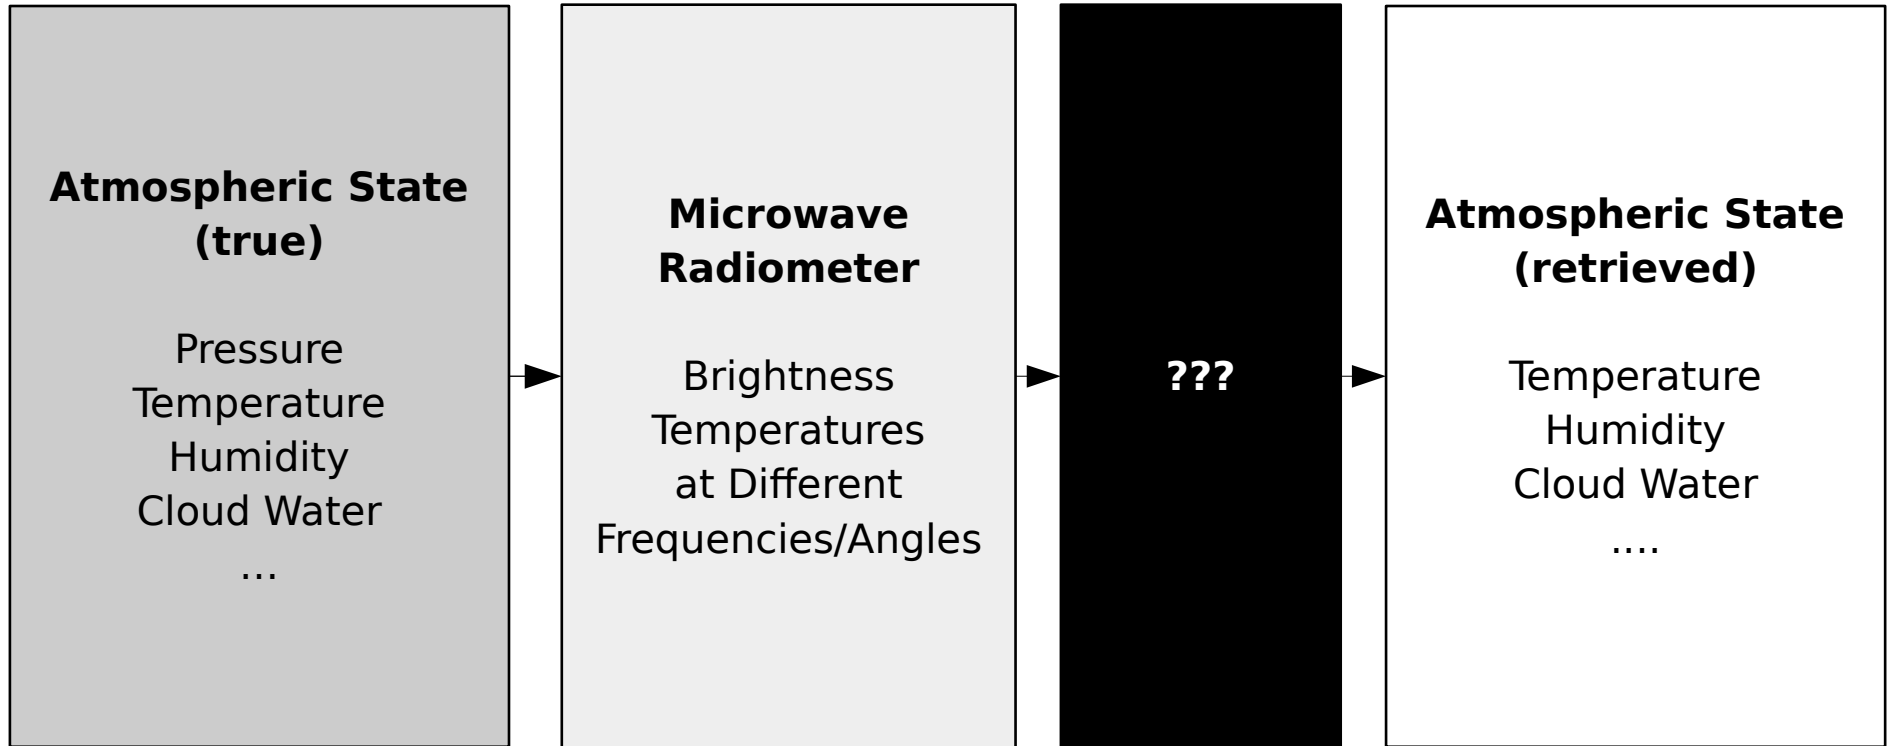 Atmospheric State
(true)
Pressure
Temperature
Humidity
Cloud Water
...
Microwave
Radiometer
Brightness
Temperatures
at Different
Frequencies/Angles
???
Atmospheric State
(retrieved)
Temperature
Humidity
Cloud Water
....